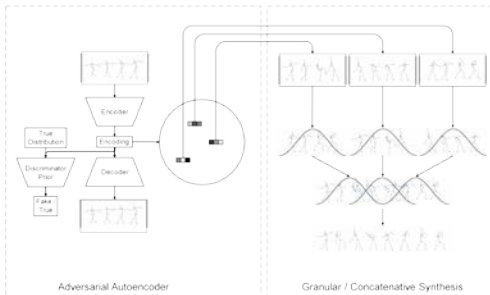 Encoder
True
Distribution
Encoding
Discriminator
Prior
Decoder
Fake / True
Adversarial Autoencoder
Granular / Concatenative Synthesis